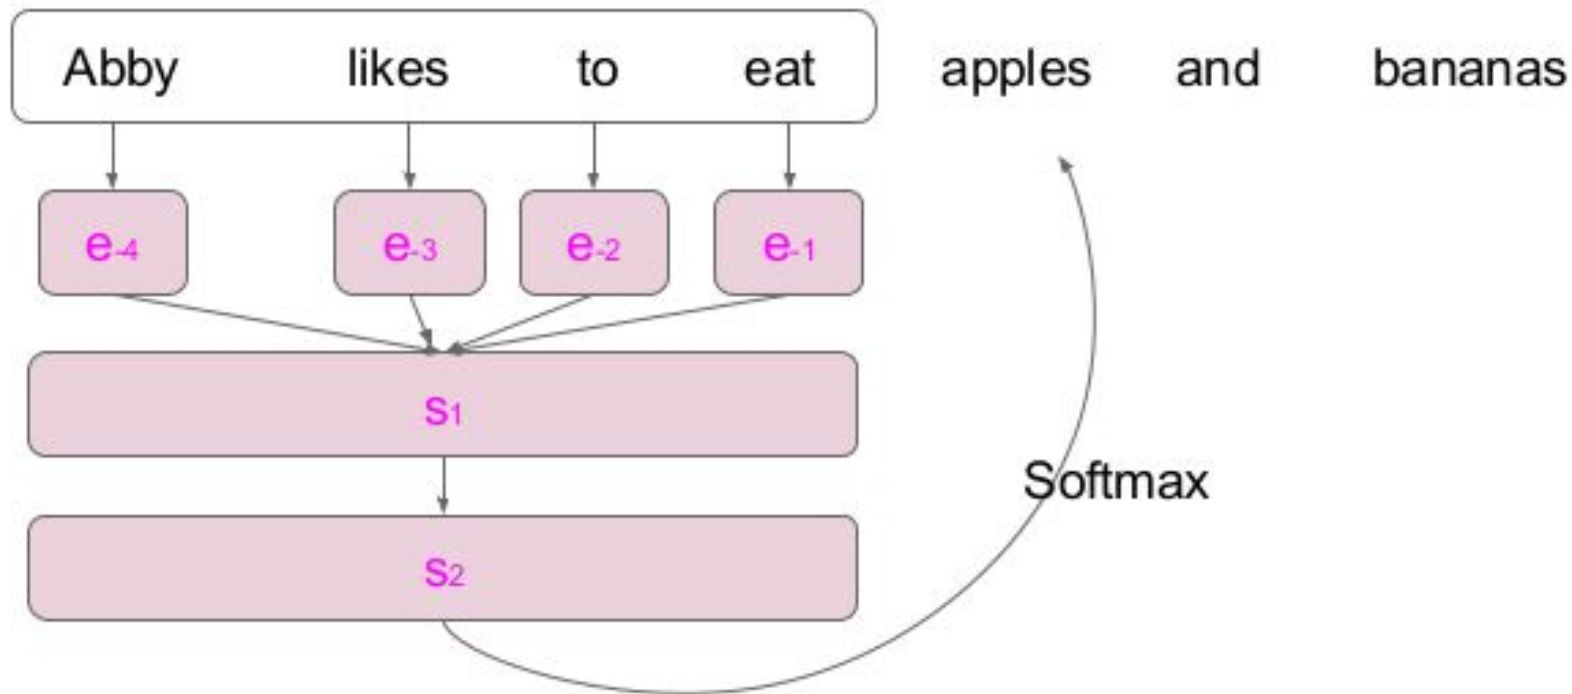 Abby likes to eat apples and bananas
e-4 e-3 e-2 e-1
s1
Softmax
s2